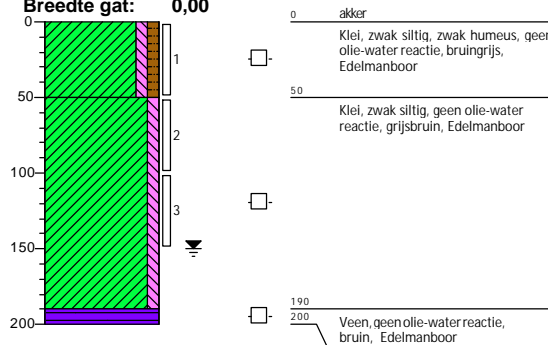 Breedte gat: 0,00
0
50
100
150
200
1
2
3
0 akker
Klei, zwak siltig, zwak humeus, geen
olie-water reactie, bruingrijs,
Edelmanboor
50
Klei, zwak siltig, geen olie-water
reactie, grijsbruin, Edelmanboor
190
200
Veen, geen olie-water reactie,
bruin, Edelmanboor